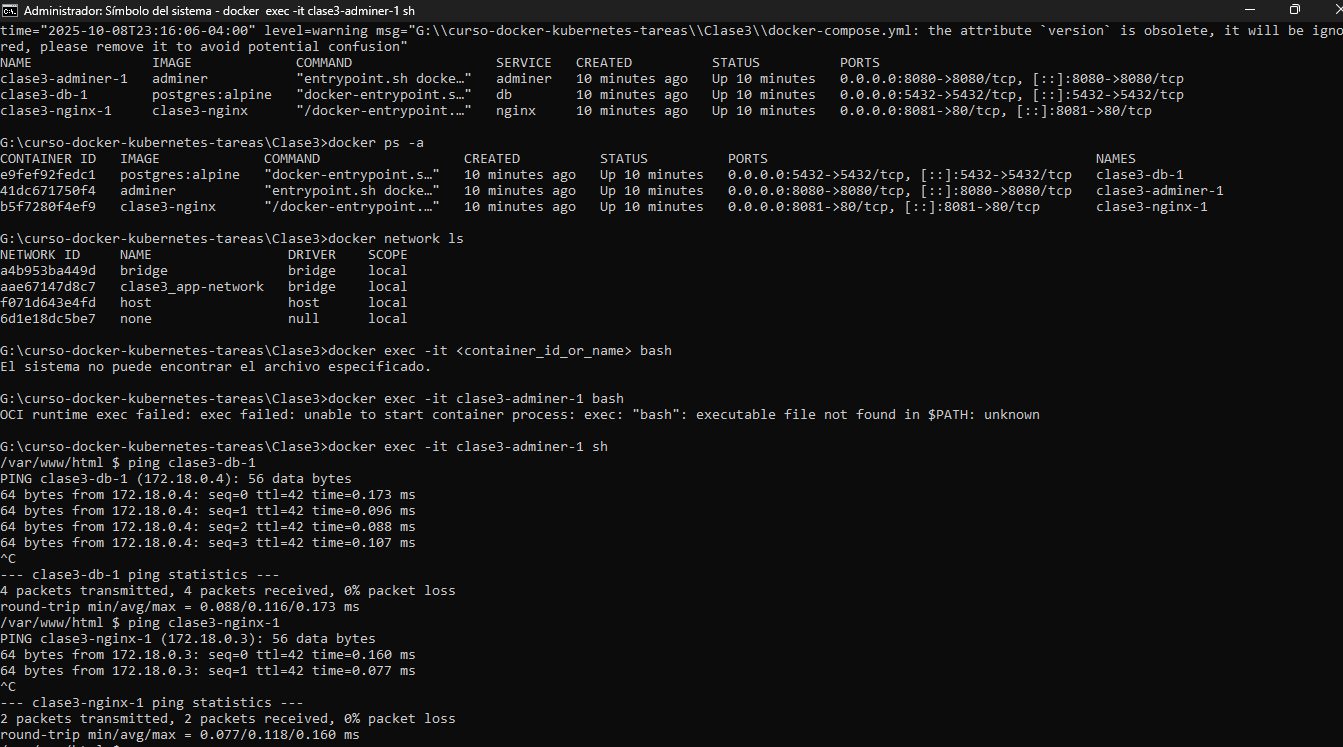 Administrador: Símbolo del sistema - docker  exec -it clase3-adminer-1 sh
time="2025-10-08T23:16:06-04:00" level=warning msg="G:\\curso-docker-kubernetes-tareas\\Clase3\\docker-compose.yml: the attribute `version` is obsolete, it will be igno
red, please remove it to avoid potential confusion"
NAME               IMAGE             COMMAND                  SERVICE   CREATED          STATUS          PORTS
clase3-adminer-1   adminer           "entrypoint.sh docke…"   adminer   10 minutes ago   Up 10 minutes   0.0.0.0:8080->8080/tcp, [::]:8080->8080/tcp
clase3-db-1        postgres:alpine   "docker-entrypoint.s…"   db        10 minutes ago   Up 10 minutes   0.0.0.0:5432->5432/tcp, [::]:5432->5432/tcp
clase3-nginx-1     clase3-nginx      "/docker-entrypoint.…"   nginx     10 minutes ago   Up 10 minutes   0.0.0.0:8081->80/tcp, [::]:8081->80/tcp
G:\curso-docker-kubernetes-tareas\Clase3>docker ps -a
CONTAINER ID   IMAGE             COMMAND                  CREATED          STATUS          PORTS                                         NAMES
e9fef92fedc1   postgres:alpine   "docker-entrypoint.s…"   10 minutes ago   Up 10 minutes   0.0.0.0:5432->5432/tcp, [::]:5432->5432/tcp   clase3-db-1
41dc671750f4   adminer           "entrypoint.sh docke…"   10 minutes ago   Up 10 minutes   0.0.0.0:8080->8080/tcp, [::]:8080->8080/tcp   clase3-adminer-1
b5f7280f4ef9   clase3-nginx      "/docker-entrypoint.…"   10 minutes ago   Up 10 minutes   0.0.0.0:8081->80/tcp, [::]:8081->80/tcp       clase3-nginx-1
G:\curso-docker-kubernetes-tareas\Clase3>docker network ls
NETWORK ID     NAME                 DRIVER    SCOPE
a4b953ba449d   bridge               bridge    local
aae67147d8c7   clase3_app-network   bridge    local
f071d643e4fd   host                 host      local
6d1e18dc5be7   none                 null      local
G:\curso-docker-kubernetes-tareas\Clase3>docker exec -it <container_id_or_name> bash
El sistema no puede encontrar el archivo especificado.
G:\curso-docker-kubernetes-tareas\Clase3>docker exec -it clase3-adminer-1 bash
OCI runtime exec failed: exec failed: unable to start container process: exec: "bash": executable file not found in $PATH: unknown
G:\curso-docker-kubernetes-tareas\Clase3>docker exec -it clase3-adminer-1 sh
/var/www/html $ ping clase3-db-1
PING clase3-db-1 (172.18.0.4): 56 data bytes
64 bytes from 172.18.0.4: seq=0 ttl=42 time=0.173 ms
64 bytes from 172.18.0.4: seq=1 ttl=42 time=0.096 ms
64 bytes from 172.18.0.4: seq=2 ttl=42 time=0.088 ms
64 bytes from 172.18.0.4: seq=3 ttl=42 time=0.107 ms
^C
--- clase3-db-1 ping statistics ---
4 packets transmitted, 4 packets received, 0% packet loss
round-trip min/avg/max = 0.088/0.116/0.173 ms
/var/www/html $ ping clase3-nginx-1
PING clase3-nginx-1 (172.18.0.3): 56 data bytes
64 bytes from 172.18.0.3: seq=0 ttl=42 time=0.160 ms
64 bytes from 172.18.0.3: seq=1 ttl=42 time=0.077 ms
^C
--- clase3-nginx-1 ping statistics ---
2 packets transmitted, 2 packets received, 0% packet loss
round-trip min/avg/max = 0.077/0.118/0.160 ms